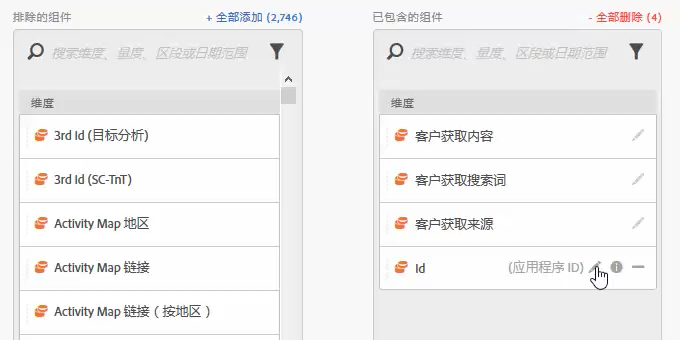 排除的组件
+ 全部添加 (2,746)
搜索维度、量度、区段或日期范围
维度
3rd Id (目标分析)
3rd Id (SC-TnT)
Activity Map 地区
Activity Map 链接
Activity Map 链接（按地区）
已包含的组件
- 全部删除 (4)
搜索维度、量度、区段或日期范围
维度
客户获取内容
客户获取搜索词
客户获取来源
Id (应用程序 ID)